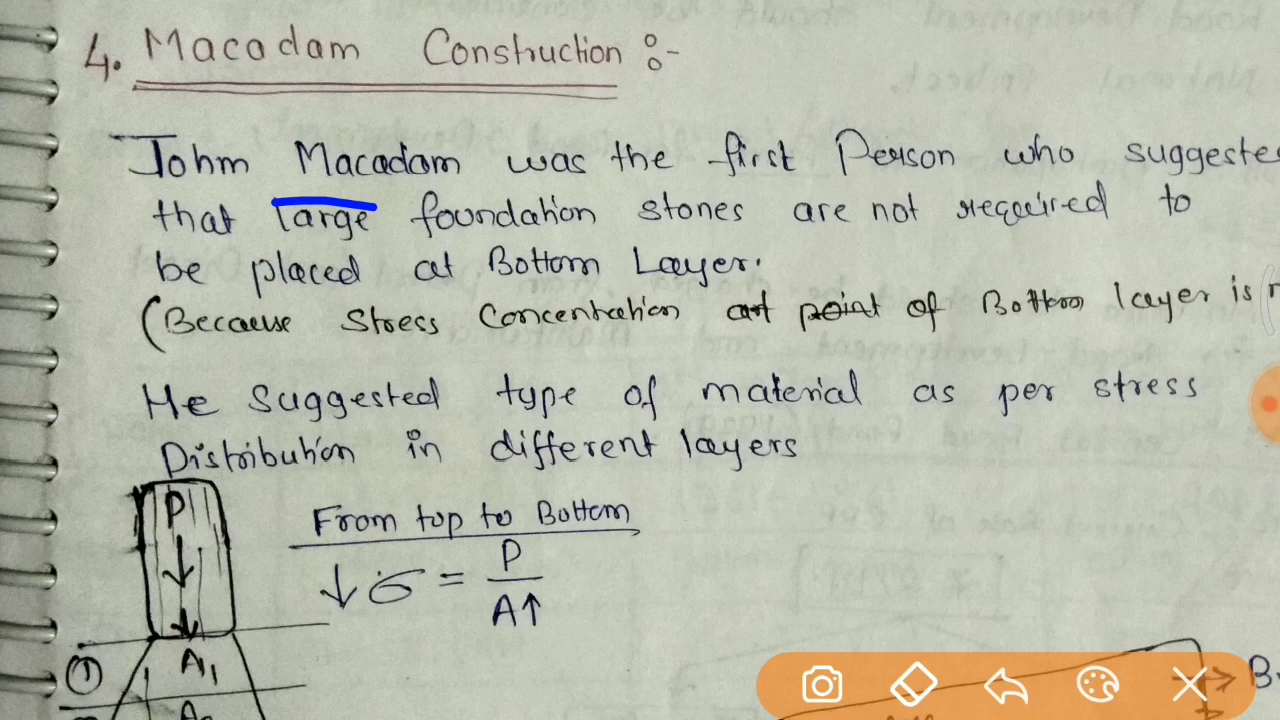 4. Macadam Construction :-
John Macadam was the first Person who suggeste
that large foundation stones are not required to
be placed at Bottom Layer.
(Because Stress Concentration at point of Bottom layer is
He Suggested type of material as per stress
Distribution in different layers
P
From top to Bottom
↓ σ = P / A↑
① A₁
B